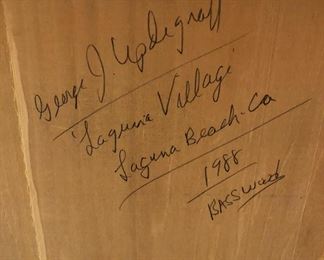 George J. Updegraff
'Laguna Village'
Laguna Beach-Ca
1988
BASSwood